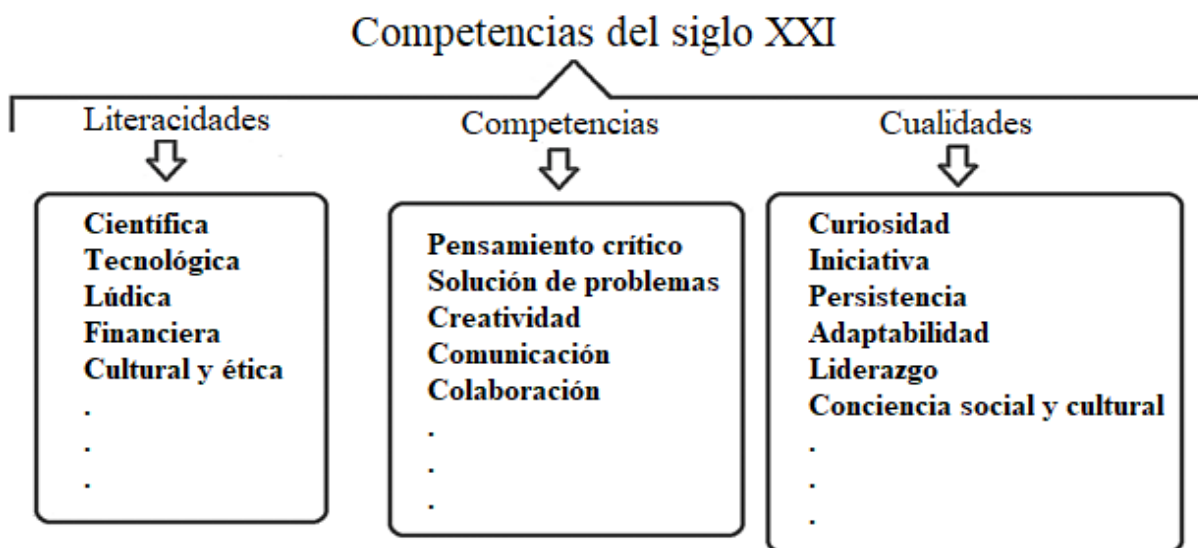 Competencias del siglo XXI
Literacidades
Científica
Tecnológica
Lúdica
Financiera
Cultural y ética
.
.
.
Competencias
Pensamiento crítico
Solución de problemas
Creatividad
Comunicación
Colaboración
.
.
.
Cualidades
Curiosidad
Iniciativa
Persistencia
Adaptabilidad
Liderazgo
Conciencia social y cultural
.
.
.